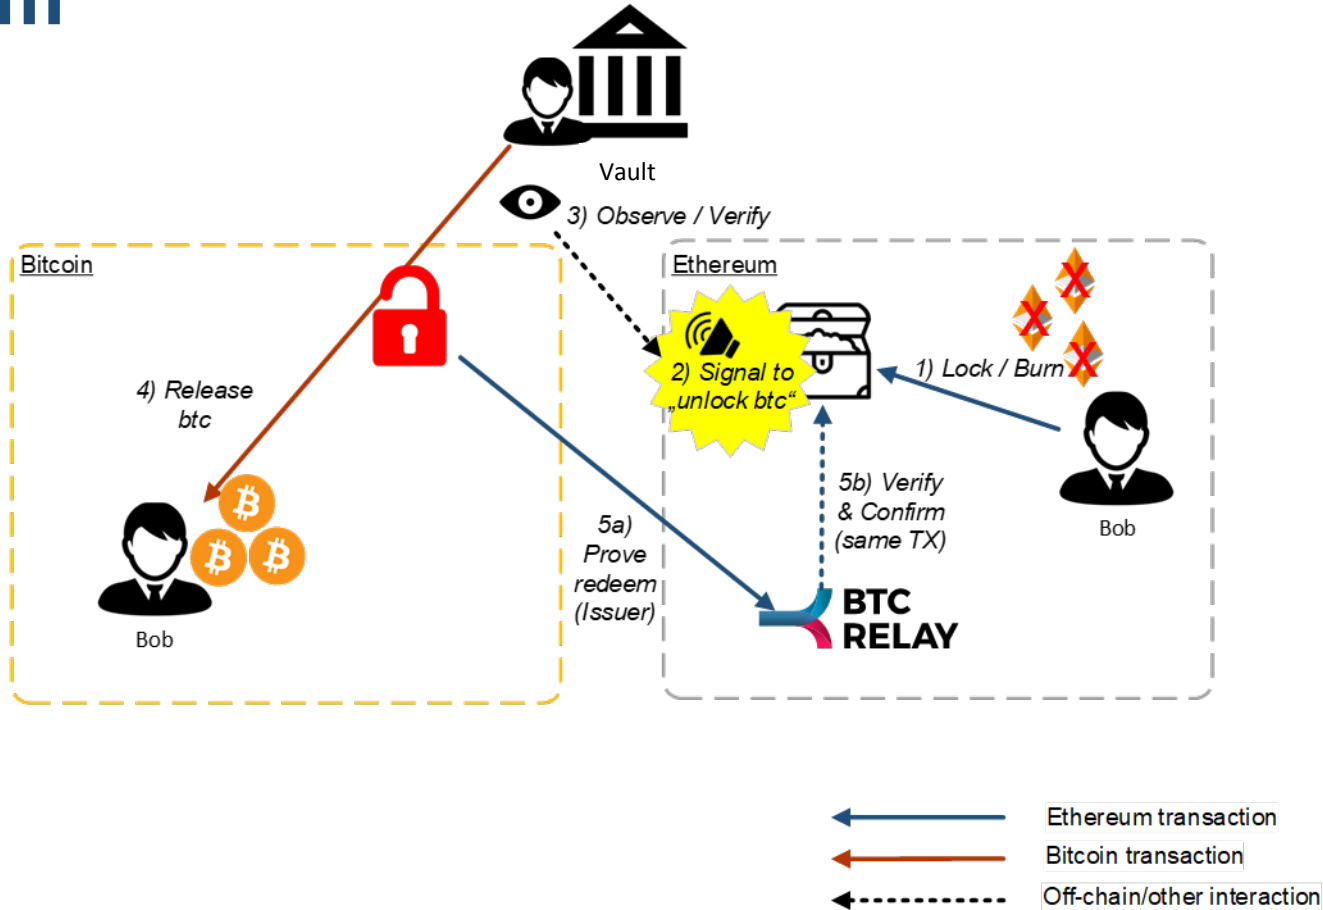 Vault
3) Observe / Verify
Bitcoin
Ethereum
1) Lock / Burn
2) Signal to
„unlock btc“
4) Release
btc
5b) Verify
& Confirm
(same TX)
Bob
5a)
Prove
redeem
(Issuer)
BTC
RELAY
Bob
Ethereum transaction
Bitcoin transaction
Off-chain/other interaction